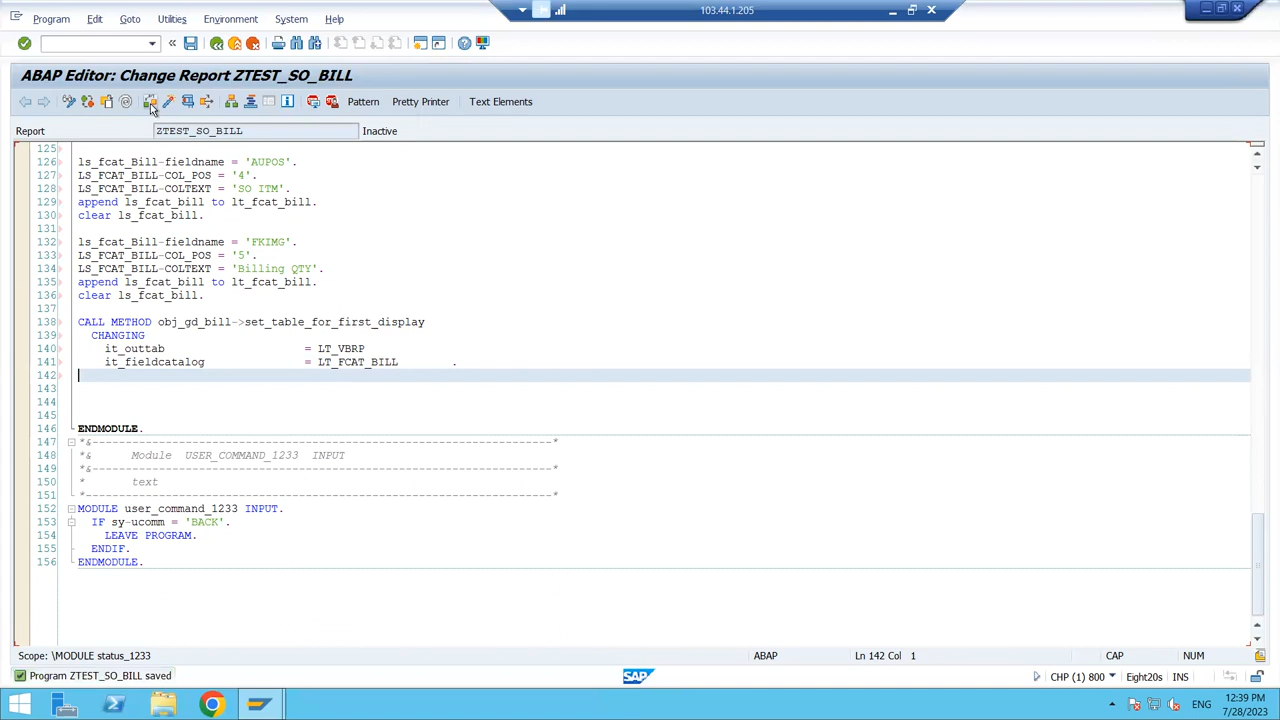 103.44.1.205
Program Edit Goto Utilities Environment System Help
ABAP Editor: Change Report ZTEST_SO_BILL
Pattern Pretty Printer Text Elements
Report ZTEST_SO_BILL Inactive
125
126 ls_fcat_Bill-fieldname = 'AUPOS'.
127 LS_FCAT_BILL-COL_POS = '4'.
128 LS_FCAT_BILL-COLTEXT = 'SO ITM'.
129 append ls_fcat_bill to lt_fcat_bill.
130 clear ls_fcat_bill.
131
132 ls_fcat_Bill-fieldname = 'FKIMG'.
133 LS_FCAT_BILL-COL_POS = '5'.
134 LS_FCAT_BILL-COLTEXT = 'Billing QTY'.
135 append ls_fcat_bill to lt_fcat_bill.
136 clear ls_fcat_bill.
137
138 CALL METHOD obj_gd_bill->set_table_for_first_display
139 CHANGING
140 it_outtab = LT_VBRP
141 it_fieldcatalog = LT_FCAT_BILL .
142
143
144
145
146 ENDMODULE.
147 *&---------------------------------------------------------------------*
148 *& Module USER_COMMAND_1233 INPUT
149 *&---------------------------------------------------------------------*
150 * text
151 *----------------------------------------------------------------------*
152 MODULE user_command_1233 INPUT.
153 IF sy-ucomm = 'BACK'.
154 LEAVE PROGRAM.
155 ENDIF.
156 ENDMODULE.
Scope: \MODULE status_1233 ABAP Ln 142 Col 1 CAP NUM
Program ZTEST_SO_BILL saved SAP CHP (1) 800 Eight20s INS
ENG 12:39 PM
7/28/2023